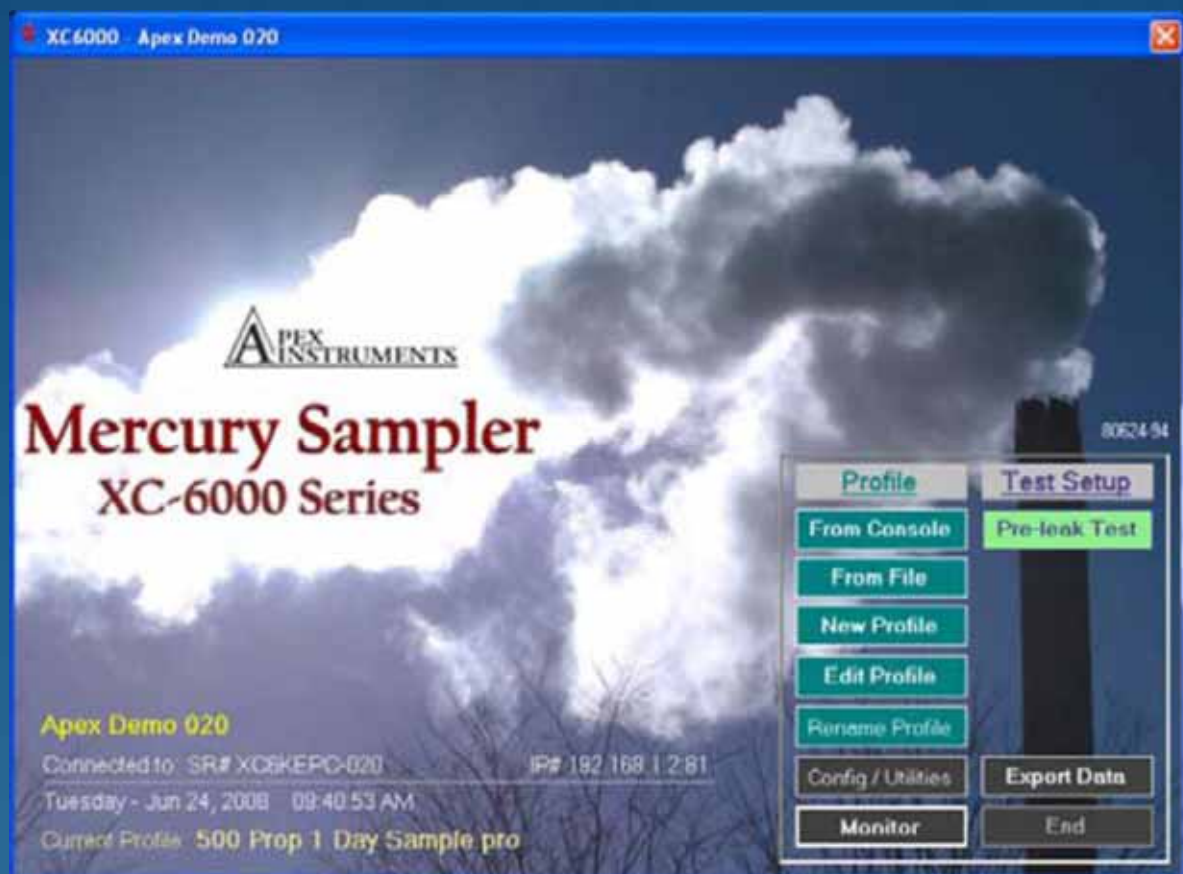 XC6000 - Apex Demo 020
APEX INSTRUMENTS
Mercury Sampler
XC-6000 Series
80624-94
Profile
Test Setup
From Console
Pre-leak Test
From File
New Profile
Edit Profile
Rename Profile
Config / Utilities
Export Data
Monitor
End
Apex Demo 020
Connected to: SR# XC6KEPC-020 IP# 192.168.1.2:81
Tuesday - Jun 24, 2008 09:40:53 AM
Current Profile: 500 Prop 1 Day Sample.pro